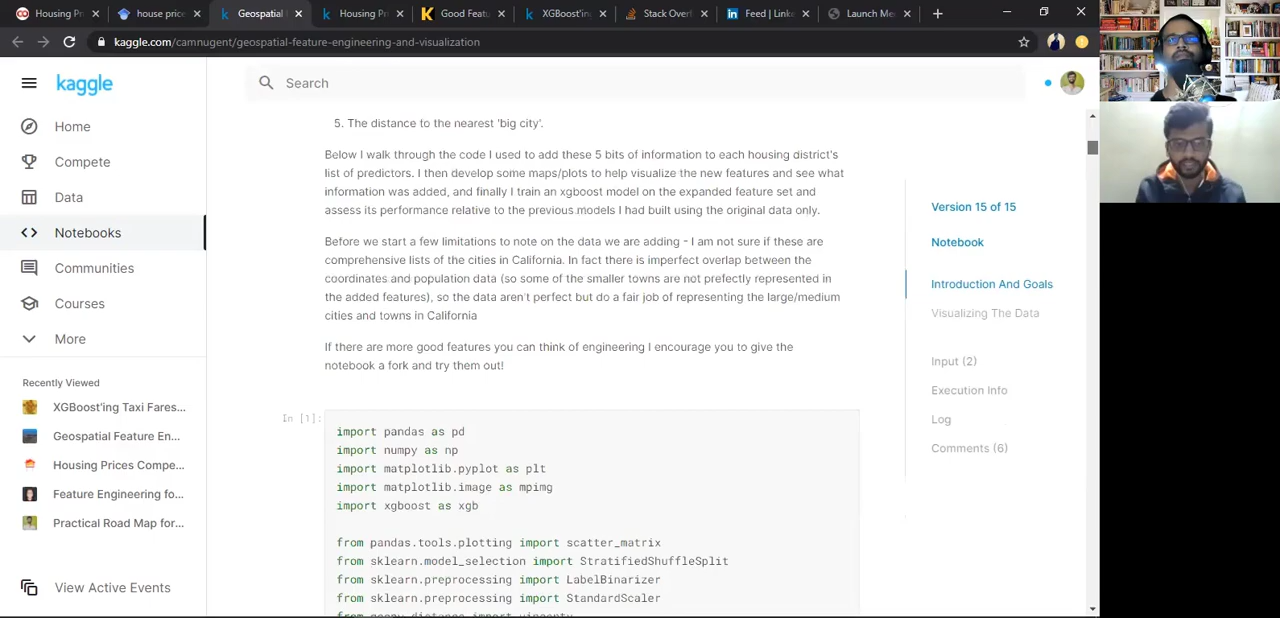 Housing Pr
house price
Geospatial
Housing Pr
Good Featu
XGBoost'ing
Stack Overf
Feed | Linke
Launch Me
kaggle.com/camnugent/geospatial-feature-engineering-and-visualization
kaggle
Search
Home
Compete
Data
Notebooks
Communities
Courses
More
Recently Viewed
XGBoost'ing Taxi Fares...
Geospatial Feature En...
Housing Prices Compe...
Feature Engineering fo...
Practical Road Map for...
View Active Events
5. The distance to the nearest 'big city'.
Below I walk through the code I used to add these 5 bits of information to each housing district's
list of predictors. I then develop some maps/plots to help visualize the new features and see what
information was added, and finally I train an xgboost model on the expanded feature set and
assess its performance relative to the previous models I had built using the original data only.
Before we start a few limitations to note on the data we are adding - I am not sure if these are
comprehensive lists of the cities in California. In fact there is imperfect overlap between the
coordinates and population data (so some of the smaller towns are not prefectly represented in
the added features), so the data aren't perfect but do a fair job of representing the large/medium
cities and towns in California
If there are more good features you can think of engineering I encourage you to give the
notebook a fork and try them out!
In [1]:
import pandas as pd
import numpy as np
import matplotlib.pyplot as plt
import matplotlib.image as mpimg
import xgboost as xgb
from pandas.tools.plotting import scatter_matrix
from sklearn.model_selection import StratifiedShuffleSplit
from sklearn.preprocessing import LabelBinarizer
from sklearn.preprocessing import StandardScaler
from geopy.distance import vincenty
Version 15 of 15
Notebook
Introduction And Goals
Visualizing The Data
Input (2)
Execution Info
Log
Comments (6)